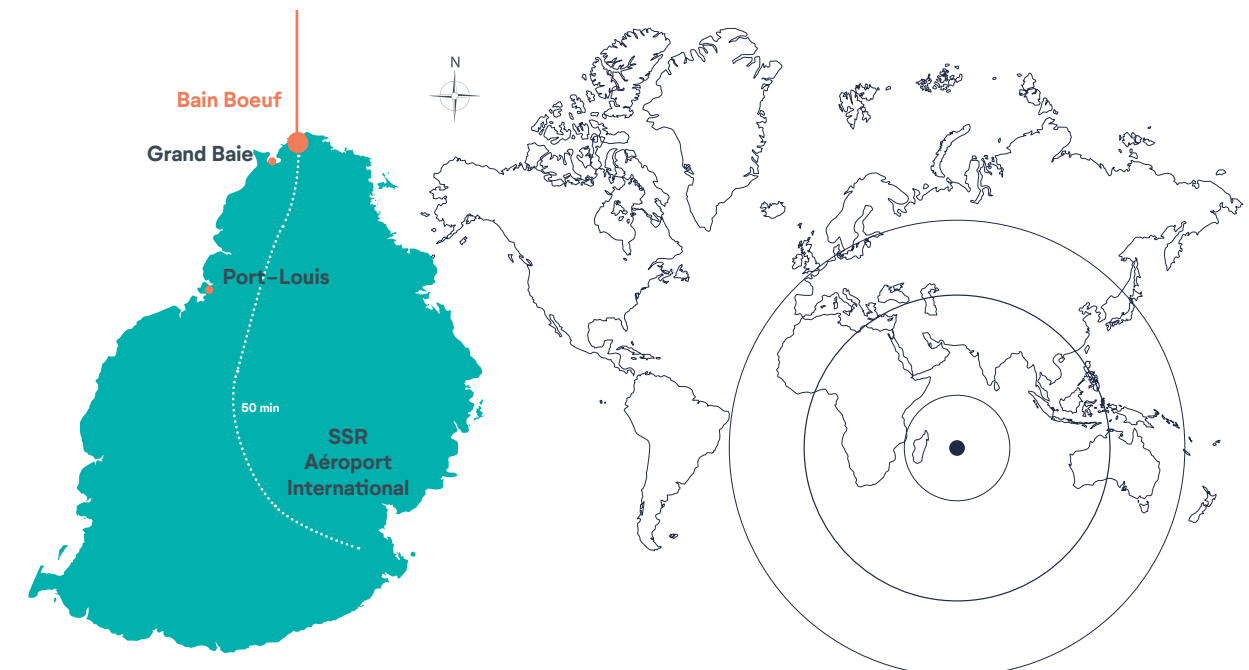 N
Bain Boeuf
Grand Baie
Port–Louis
50 min
SSR
Aéroport
International